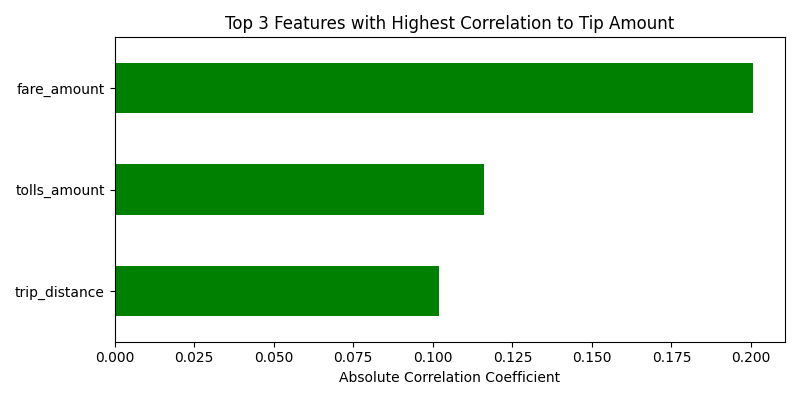 Top 3 Features with Highest Correlation to Tip Amount
fare_amount
tolls_amount
trip_distance
0.000 0.025 0.050 0.075 0.100 0.125 0.150 0.175 0.200
Absolute Correlation Coefficient